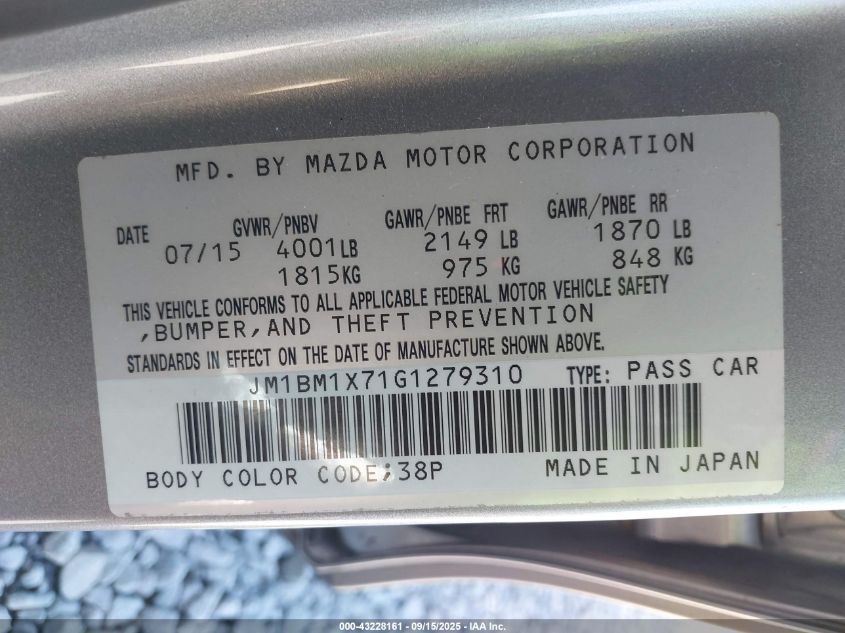 MFD. BY MAZDA MOTOR CORPORATION
DATE GVWR/PNBV GAWR/PNBE FRT GAWR/PNBE RR
07/15 4001LB 2149 LB 1870 LB
1815KG 975 KG 848 KG
THIS VEHICLE CONFORMS TO ALL APPLICABLE FEDERAL MOTOR VEHICLE SAFETY
,BUMPER,AND THEFT PREVENTION
STANDARDS IN EFFECT ON THE DATE OF MANUFACTURE SHOWN ABOVE.
JM1BM1X71G1279310 TYPE: PASS CAR
BODY COLOR CODE;38P MADE IN JAPAN
000-43228161 - 09/15/2025 - IAA Inc.